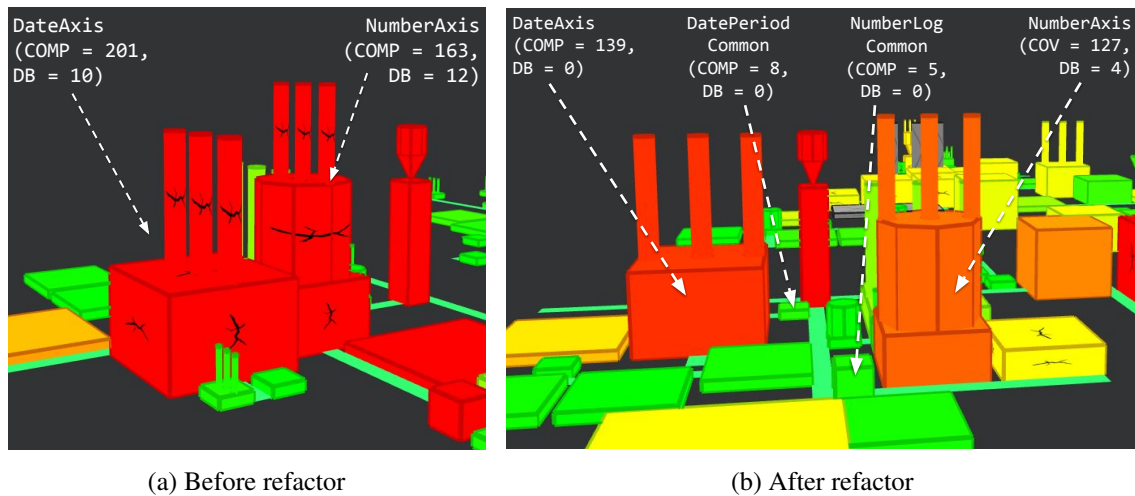 DateAxis
(COMP = 201,
DB = 10)
NumberAxis
(COMP = 163,
DB = 12)
DateAxis
(COMP = 139,
DB = 0)
DatePeriod
Common
(COMP = 8,
DB = 0)
NumberLog
Common
(COMP = 5,
DB = 0)
NumberAxis
(COV = 127,
DB = 4)
(a) Before refactor
(b) After refactor